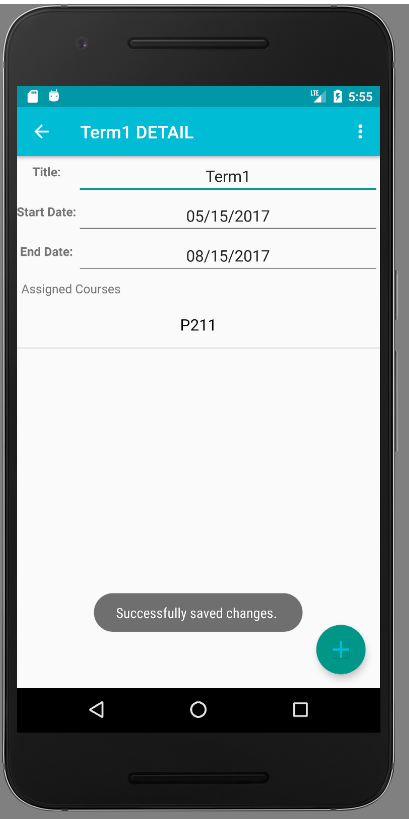 LTE 5:55
Term1 DETAIL
Title: Term1
Start Date: 05/15/2017
End Date: 08/15/2017
Assigned Courses
P211
Successfully saved changes.